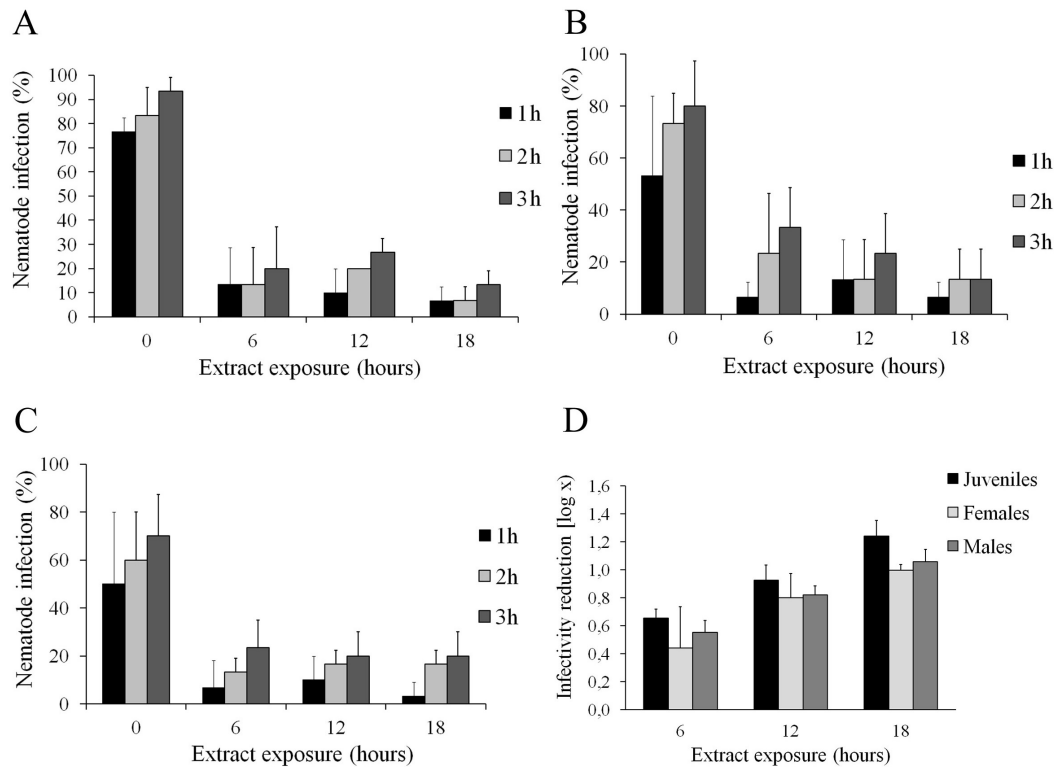 A
Nematode infection (%)
100
90
80
70
60
50
40
30
20
10
0
0
6
12
18
Extract exposure (hours)
1h
2h
3h
B
Nematode infection (%)
100
80
60
40
20
0
0
6
12
18
Extract exposure (hours)
1h
2h
3h
C
Nematode infection (%)
100
80
60
40
20
0
0
6
12
18
Extract exposure (hours)
1h
2h
3h
D
Infectivity reduction [log x)
1,6
1,4
1,2
1,0
0,8
0,6
0,4
0,2
0,0
6
12
18
Extract exposure (hours)
Juveniles
Females
Males